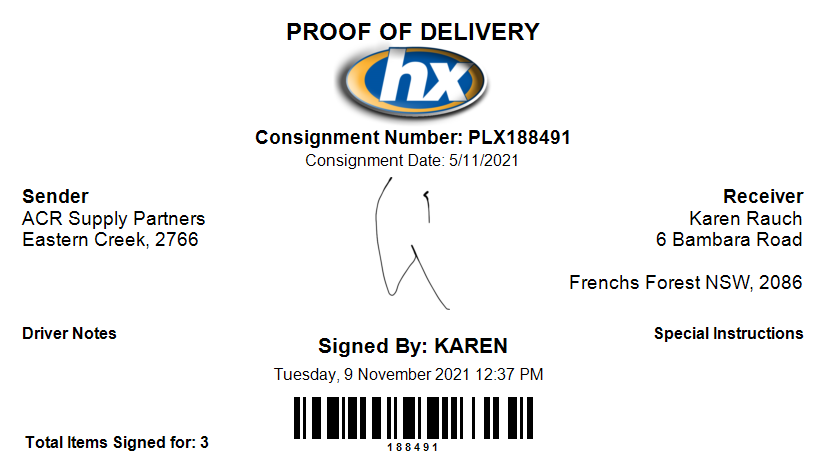 PROOF OF DELIVERY
hx
Consignment Number: PLX188491
Consignment Date: 5/11/2021
Sender
ACR Supply Partners
Eastern Creek, 2766
Receiver
Karen Rauch
6 Bambara Road
Frenchs Forest NSW, 2086
Driver Notes
Special Instructions
Signed By: KAREN
Tuesday, 9 November 2021 12:37 PM
188491
Total Items Signed for: 3